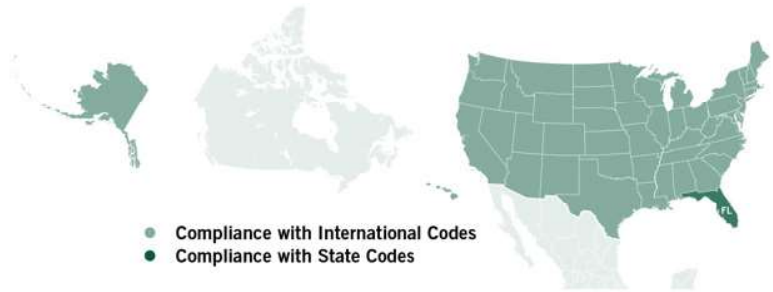 FL
Compliance with International Codes
Compliance with State Codes